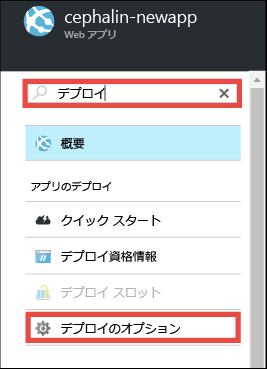 cephalin-newapp
Web アプリ
デプロイ
概要
アプリのデプロイ
クイック スタート
デプロイ資格情報
デプロイ スロット
デプロイのオプション